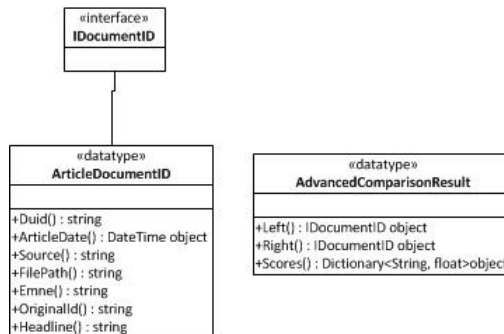 «interface»
IDocumentID
«datatype»
ArticleDocumentID
+Duid() : string
+ArticleDate() : DateTime object
+Source() : string
+FilePath() : string
+Emne() : string
+OriginalId() : string
+Headline() : string
«datatype»
AdvancedComparisonResult
+Left() : IDocumentID object
+Right() : IDocumentID object
+Scores() : Dictionary<String, float>object